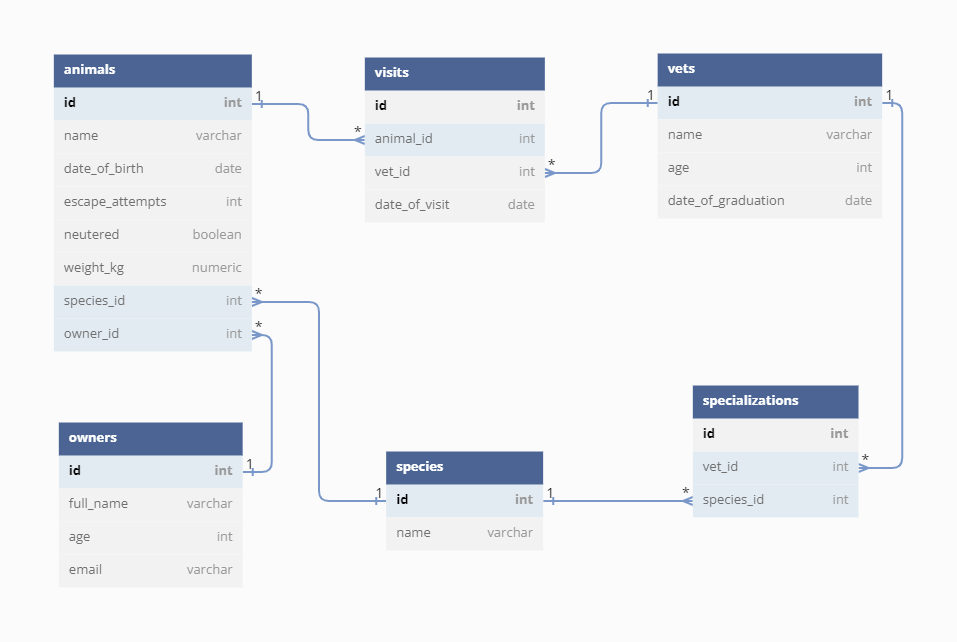 animals
id int
name varchar
date_of_birth date
escape_attempts int
neutered boolean
weight_kg numeric
species_id int
owner_id int
1
*
*
*
visits
id int
animal_id int
vet_id int
date_of_visit date
*
1
vets
id int
name varchar
age int
date_of_graduation date
1
owners
id int
full_name varchar
age int
email varchar
1
species
id int
name varchar
1
1
specializations
id int
vet_id int
species_id int
*
*